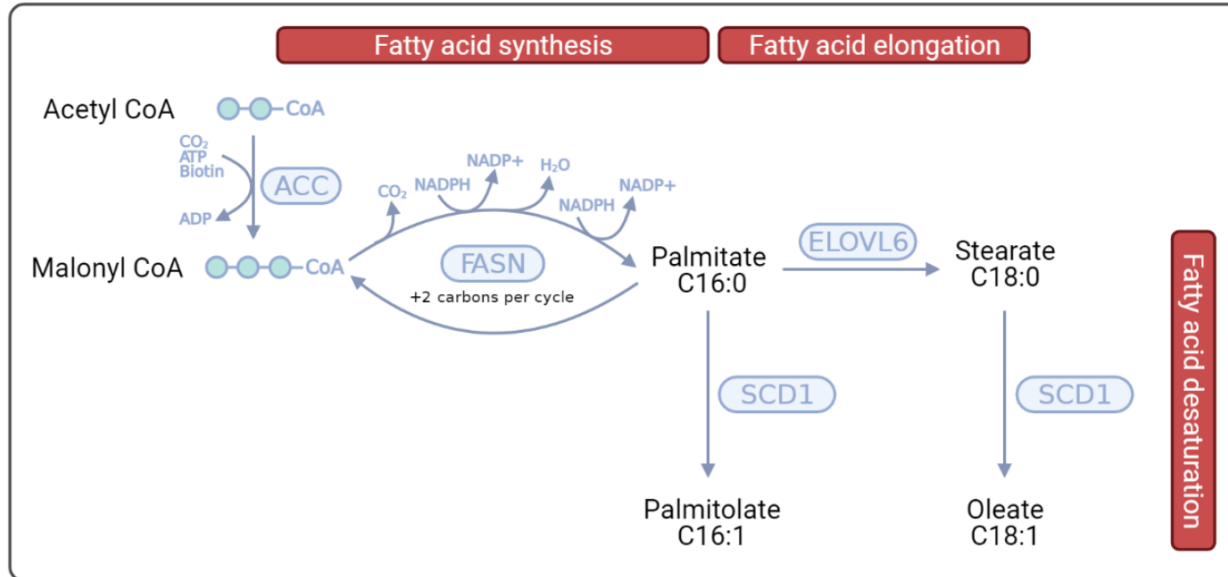 Fatty acid synthesis
Fatty acid elongation
Acetyl CoA
CoA
CO₂
ATP
Biotin
ACC
ADP
Malonyl CoA
CoA
CO₂
NADPH
NADP+
H₂O
NADPH
NADP+
FASN
+2 carbons per cycle
Palmitate
C16:0
ELOVL6
Stearate
C18:0
SCD1
SCD1
Palmitolate
C16:1
Oleate
C18:1
Fatty acid desaturation